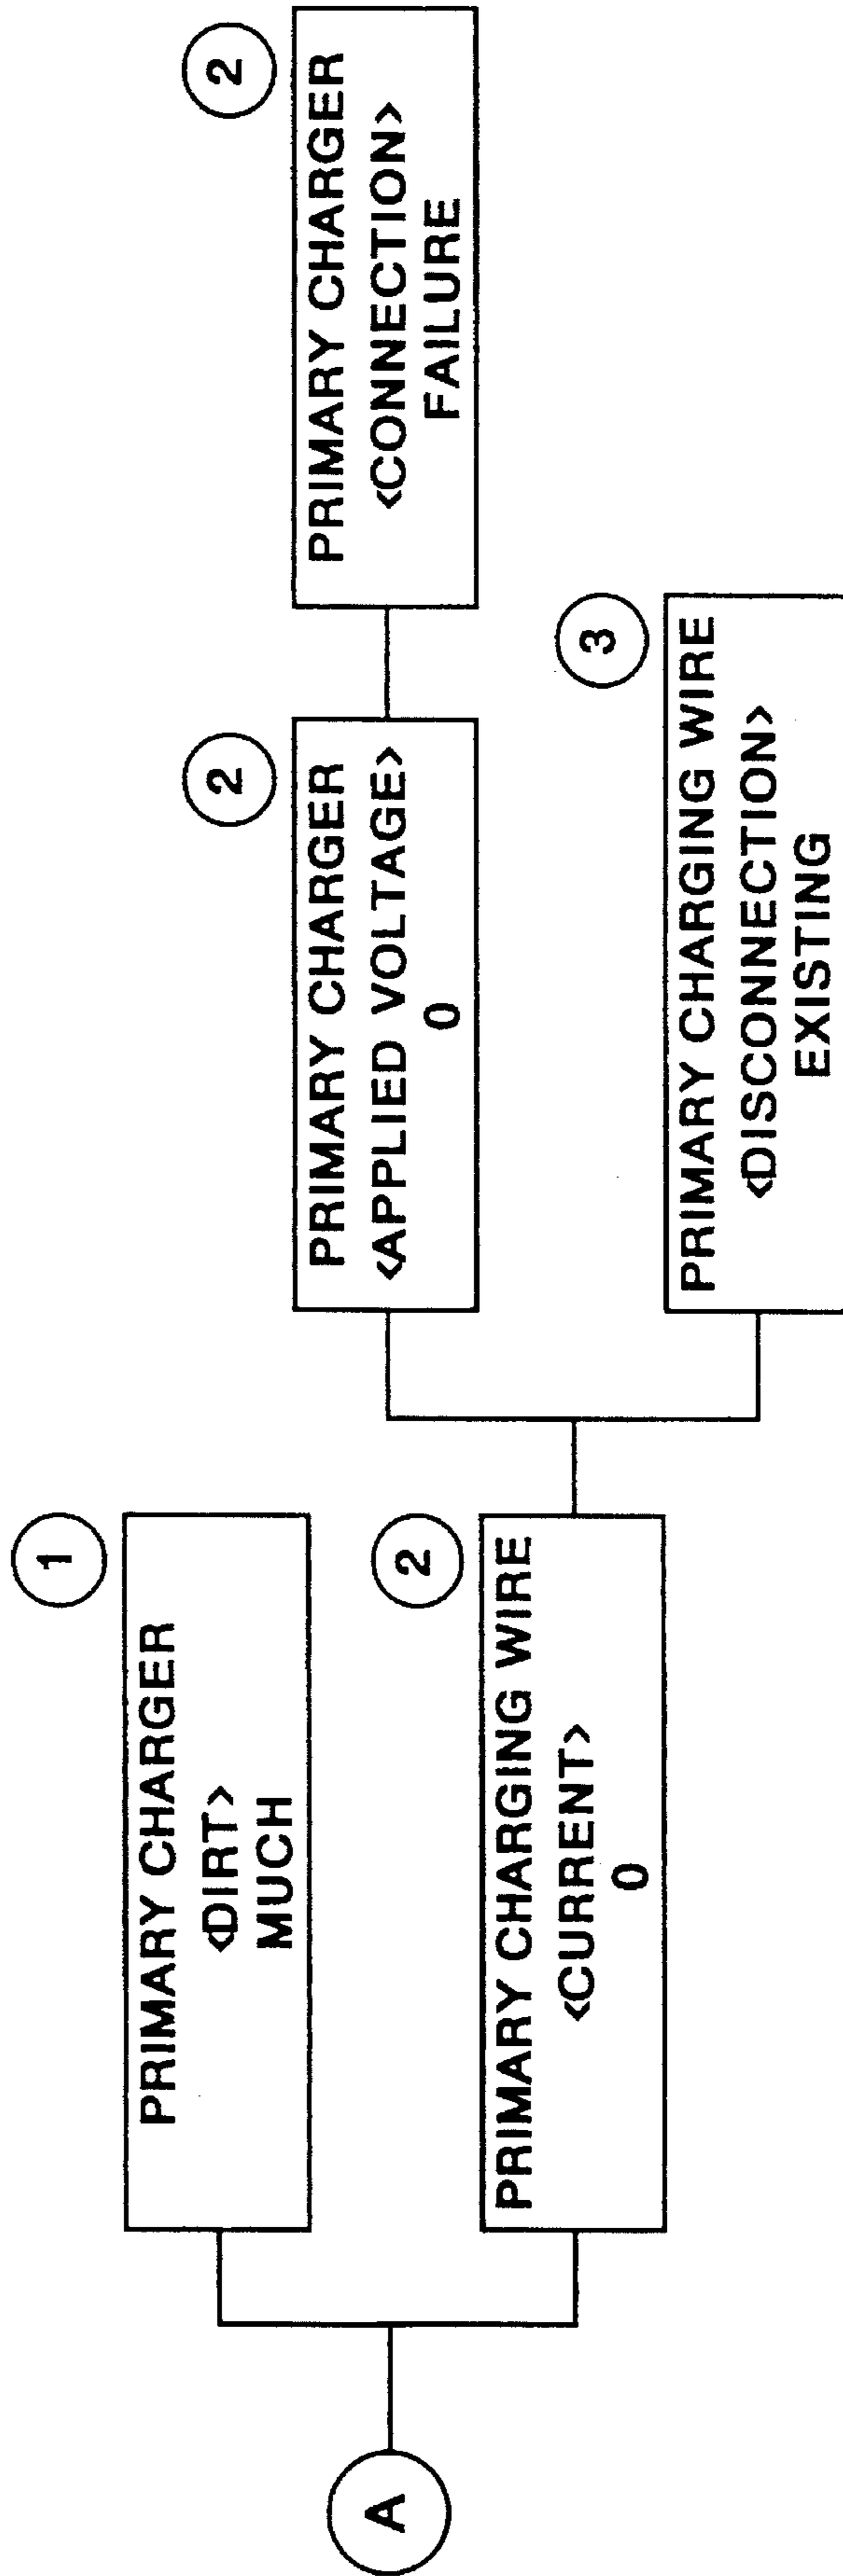 A
1
PRIMARY CHARGER
<DIRT>
MUCH
2
PRIMARY CHARGING WIRE
<CURRENT>
0
2
PRIMARY CHARGER
<APPLIED VOLTAGE>
0
2
PRIMARY CHARGER
<CONNECTION>
FAILURE
3
PRIMARY CHARGING WIRE
<DISCONNECTION>
EXISTING